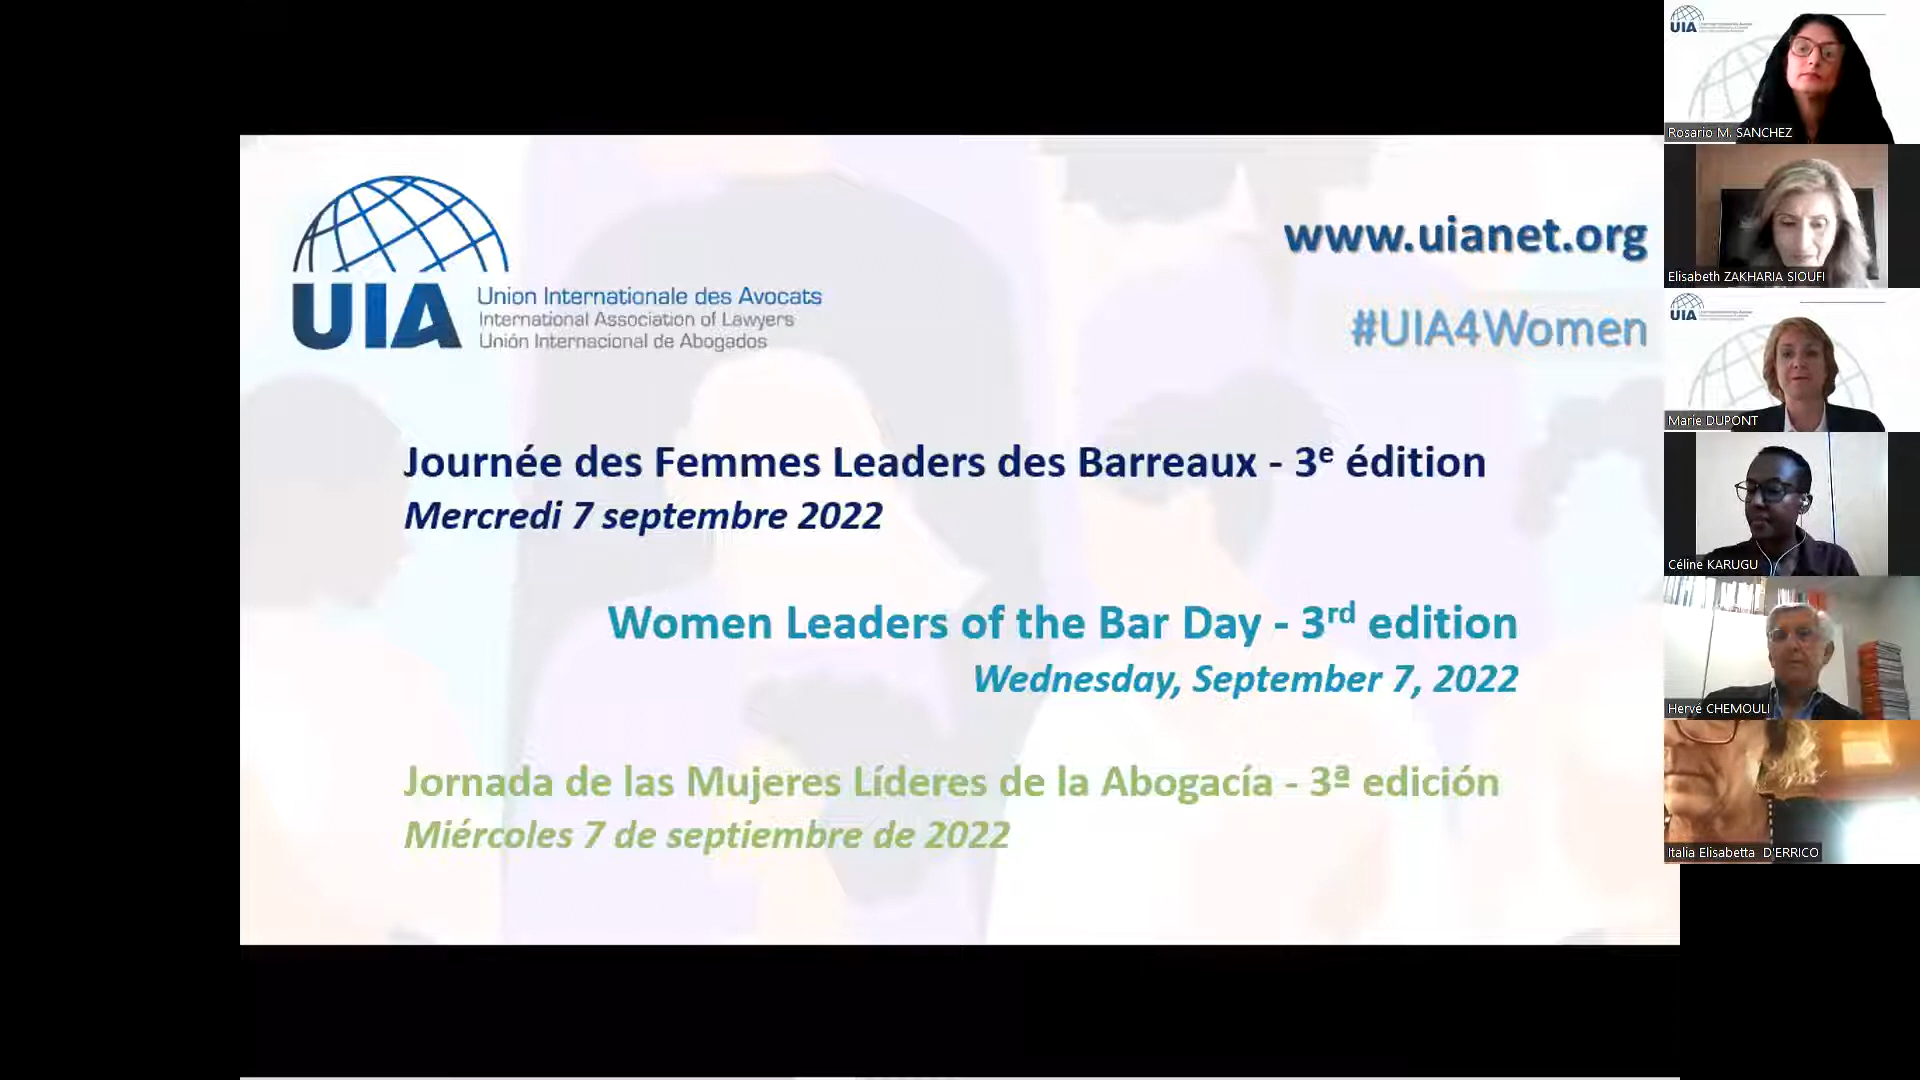 UIA
Union Internationale des Avocats
International Association of Lawyers
Unión Internacional de Abogados
www.uianet.org
#UIA4Women
Journée des Femmes Leaders des Barreaux - 3e édition
Mercredi 7 septembre 2022
Women Leaders of the Bar Day - 3rd edition
Wednesday, September 7, 2022
Jornada de las Mujeres Líderes de la Abogacía - 3ª edición
Miércoles 7 de septiembre de 2022
UIA
Rosario M. SANCHEZ
Elisabeth ZAKHARIA SIOUFI
UIA
Marie DUPONT
Céline KARUGU
Hervé CHEMOULI
Italia Elisabetta D'ERRICO